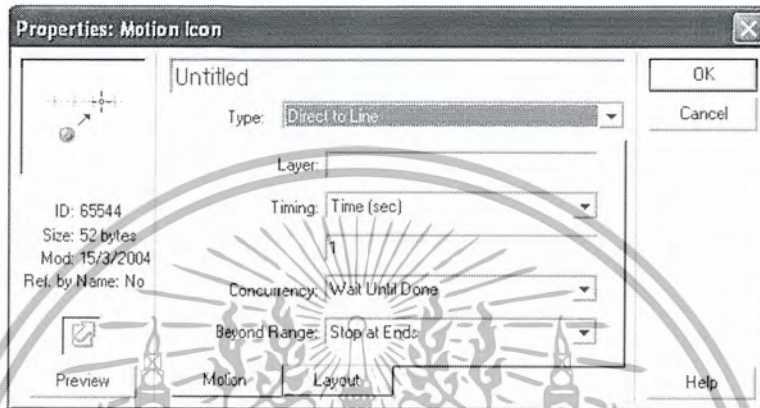 Properties: Motion Icon
Untitled
OK
Type: Direct to Line
Cancel
Layer:
ID: 65544
Timing: Time (sec)
Size: 52 bytes
1
Mod: 15/3/2004
Ref. by Name: No
Concurrency: Wait Until Done
Beyond Range: Stop at Ends
Preview
Motion
Layout
Help